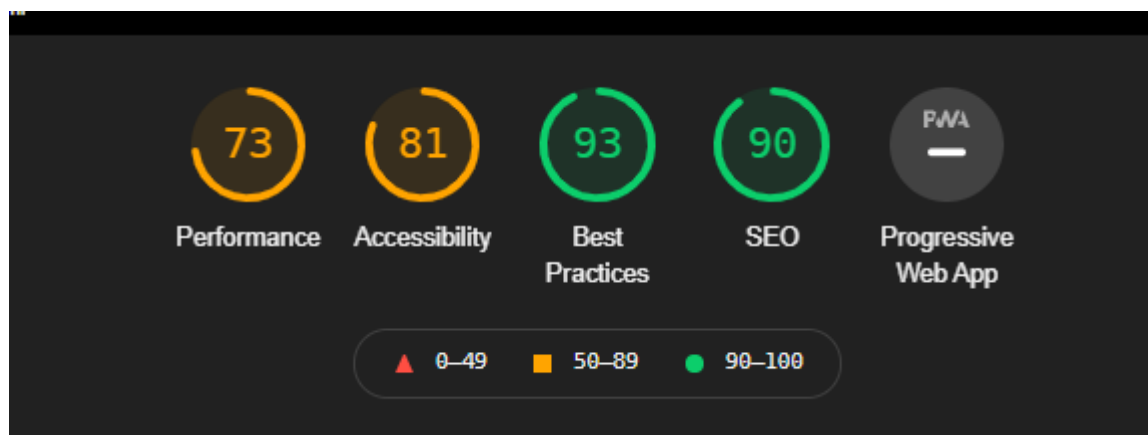 73 81 93 90 PWA
Performance Accessibility Best Practices SEO Progressive Web App
0–49 50–89 90–100